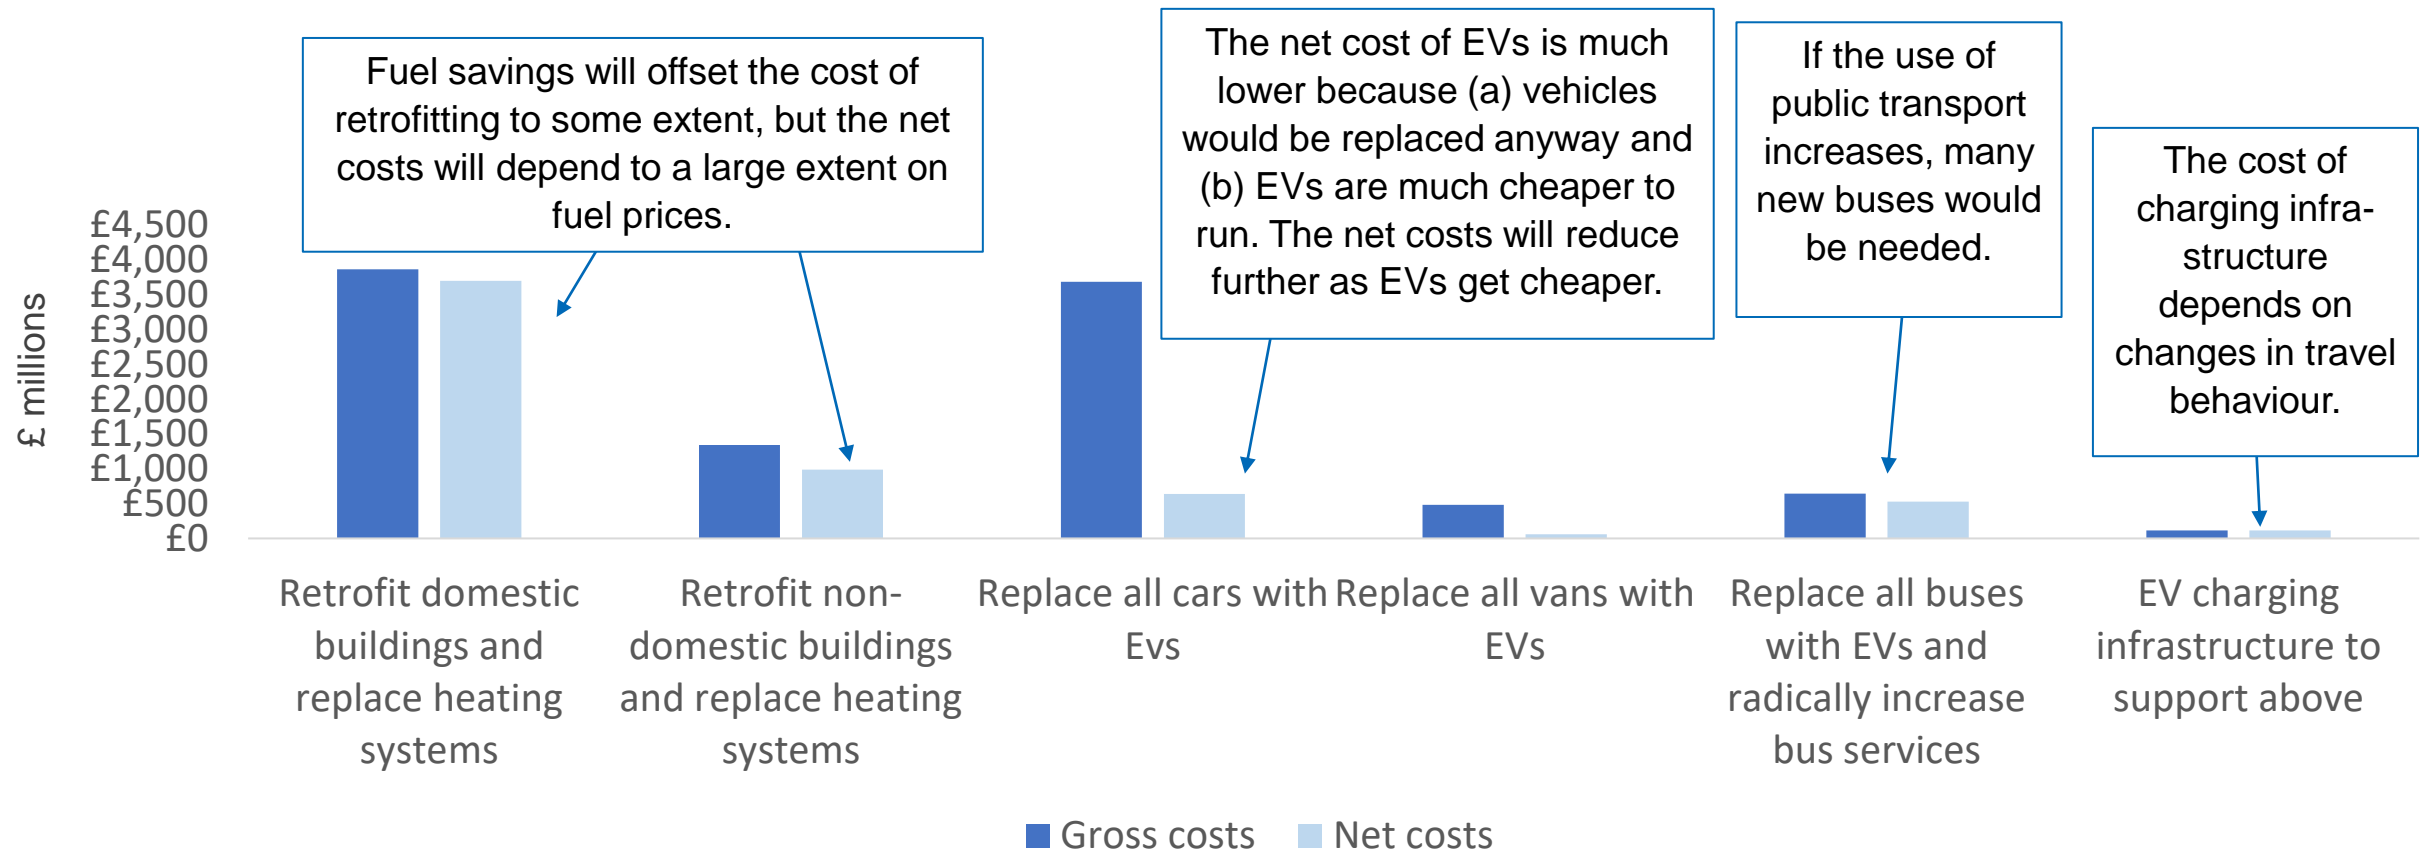 Fuel savings will offset the cost of
retrofitting to some extent, but the net
costs will depend to a large extent on
fuel prices.
The net cost of EVs is much
lower because (a) vehicles
would be replaced anyway and
(b) EVs are much cheaper to
run. The net costs will reduce
further as EVs get cheaper.
If the use of
public transport
increases, many
new buses would
be needed.
The cost of
charging infra-
structure
depends on
changes in travel
behaviour.
£ millions
£4,500
£4,000
£3,500
£3,000
£2,500
£2,000
£1,500
£1,000
£500
£0
Retrofit domestic
buildings and
replace heating
systems
Retrofit non-
domestic buildings
and replace heating
systems
Replace all cars with
Evs
Replace all vans with
EVs
Replace all buses
with EVs and
radically increase
bus services
EV charging
infrastructure to
support above
Gross costs
Net costs